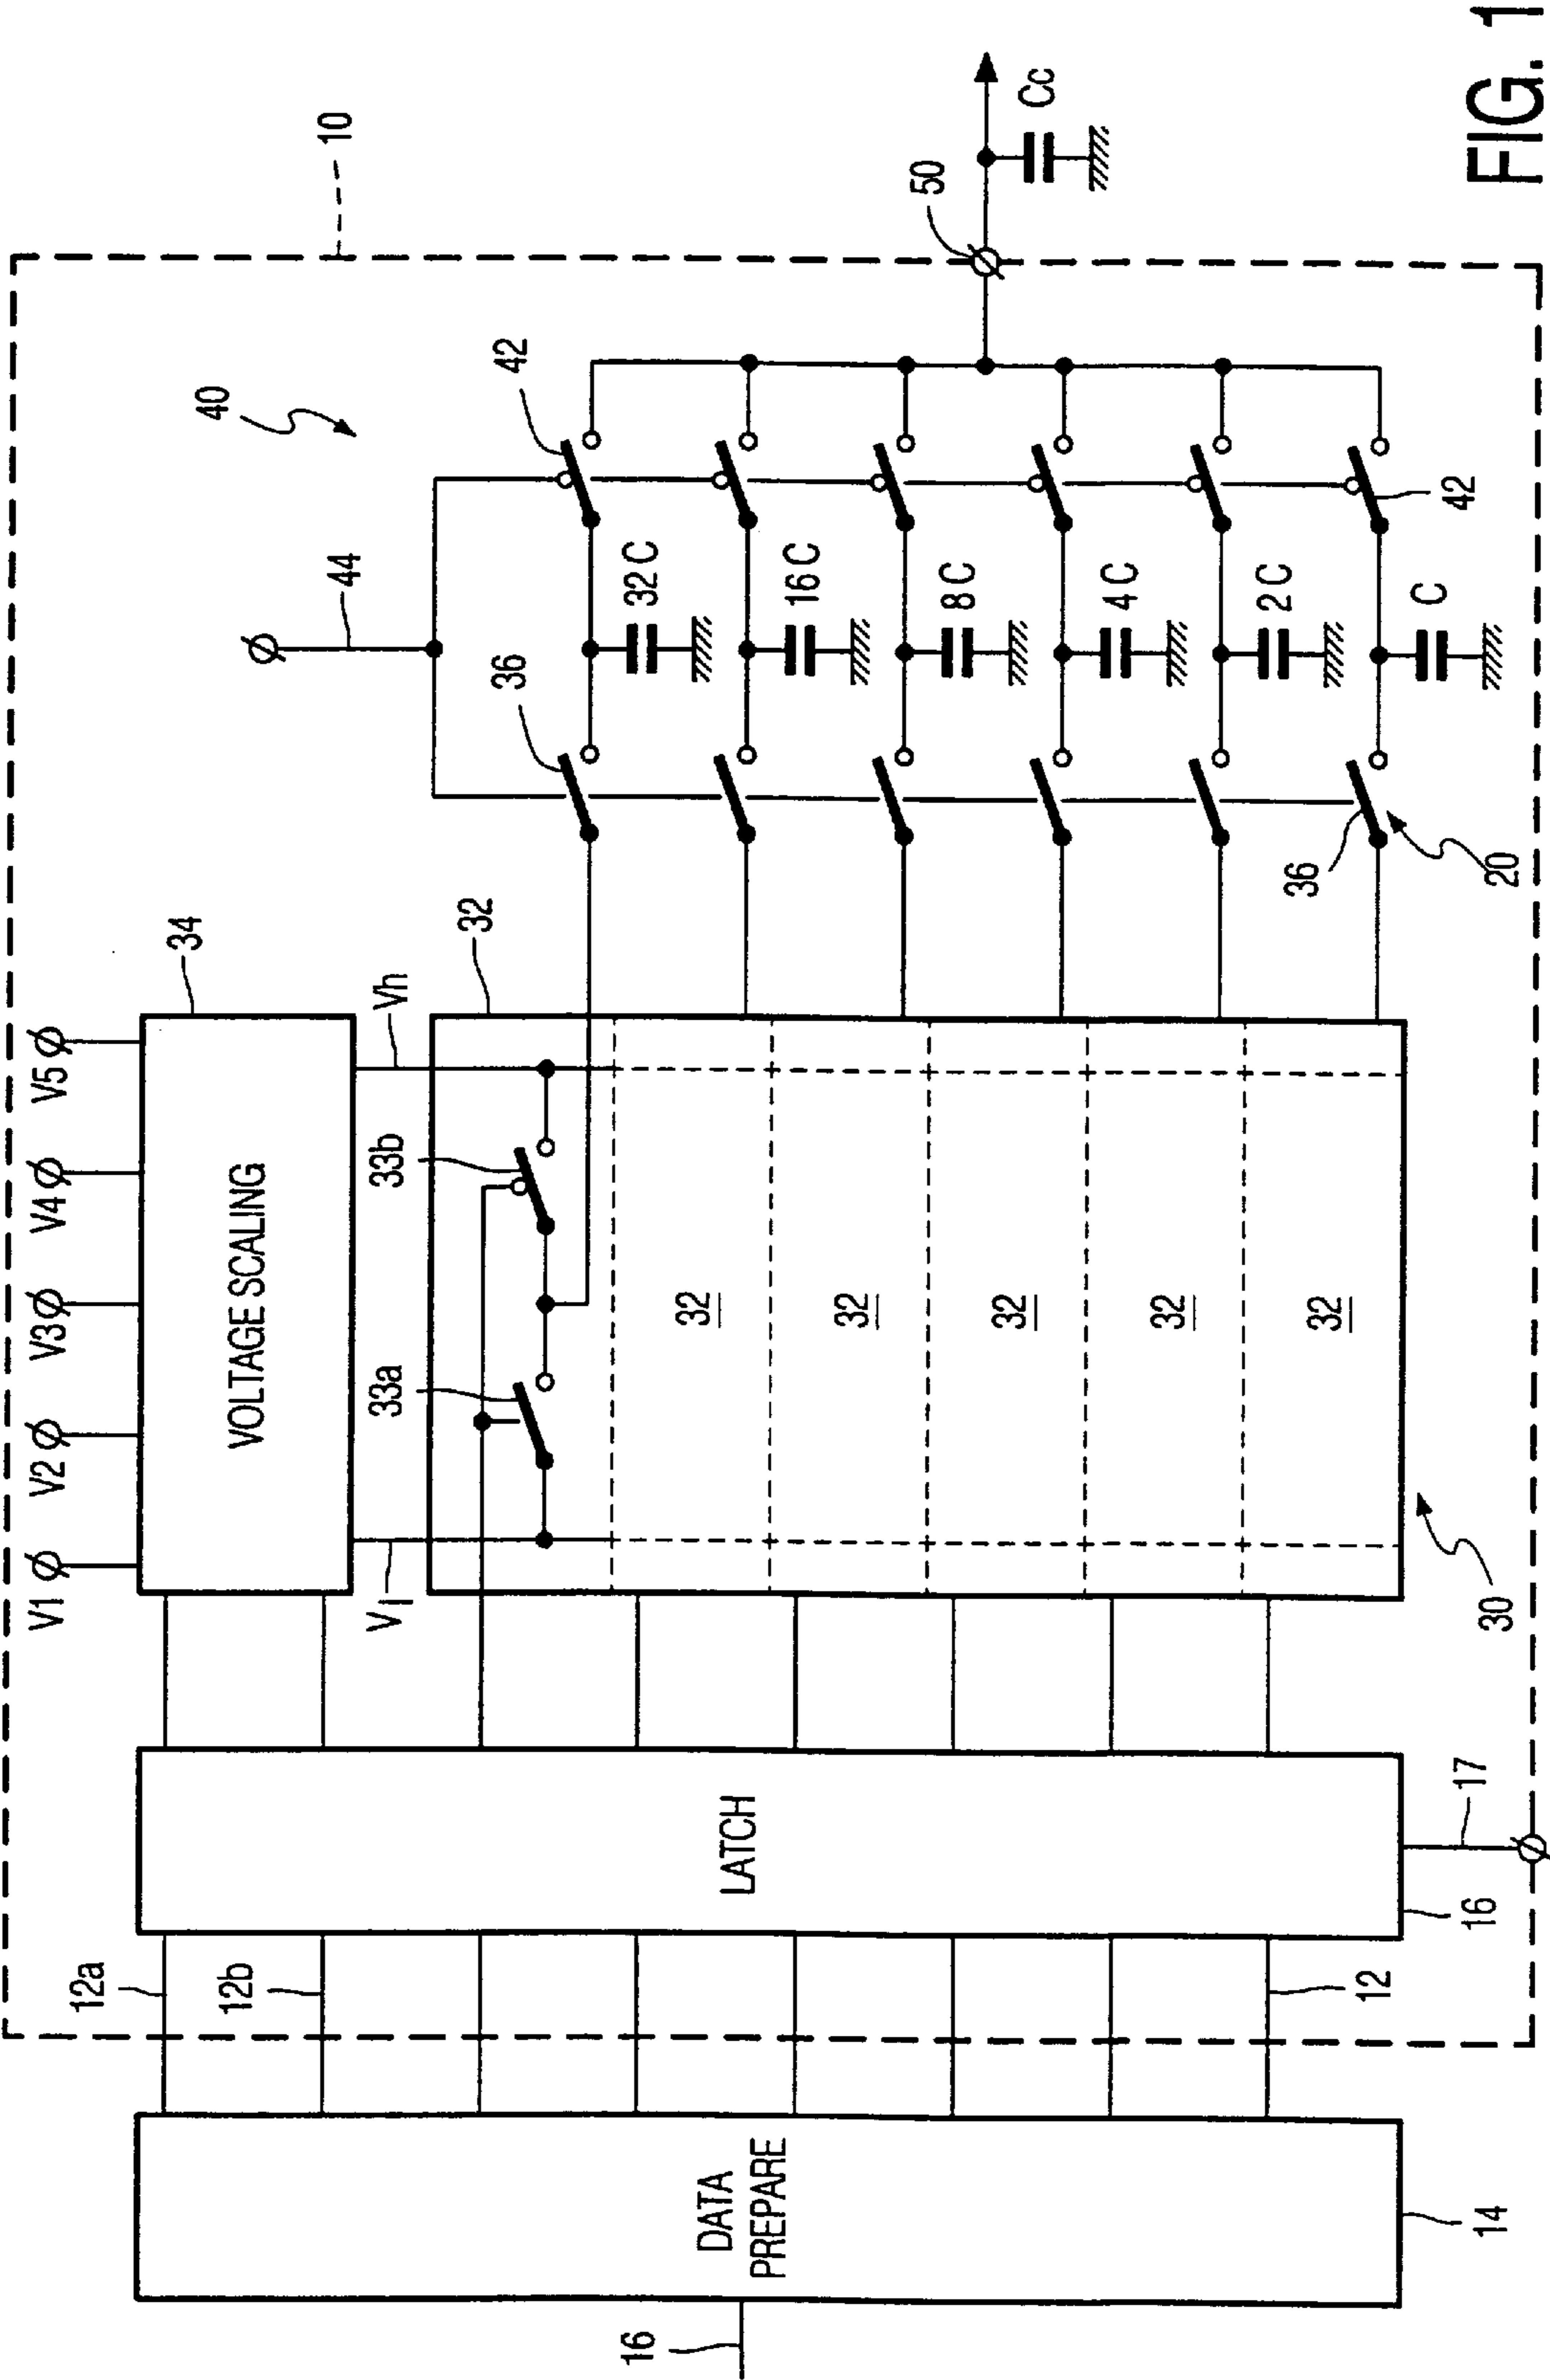 FIG. 1
10
40
44
42
50
Cc
36
32 C
16 C
8 C
4 C
2 C
C
42
36
20
V1
V2
V3
V4
V5
VOLTAGE SCALING
34
Vl
Vh
32
33a
33b
32
32
32
32
32
30
LATCH
16
17
12a
12b
12
DATA
PREPARE
14
16